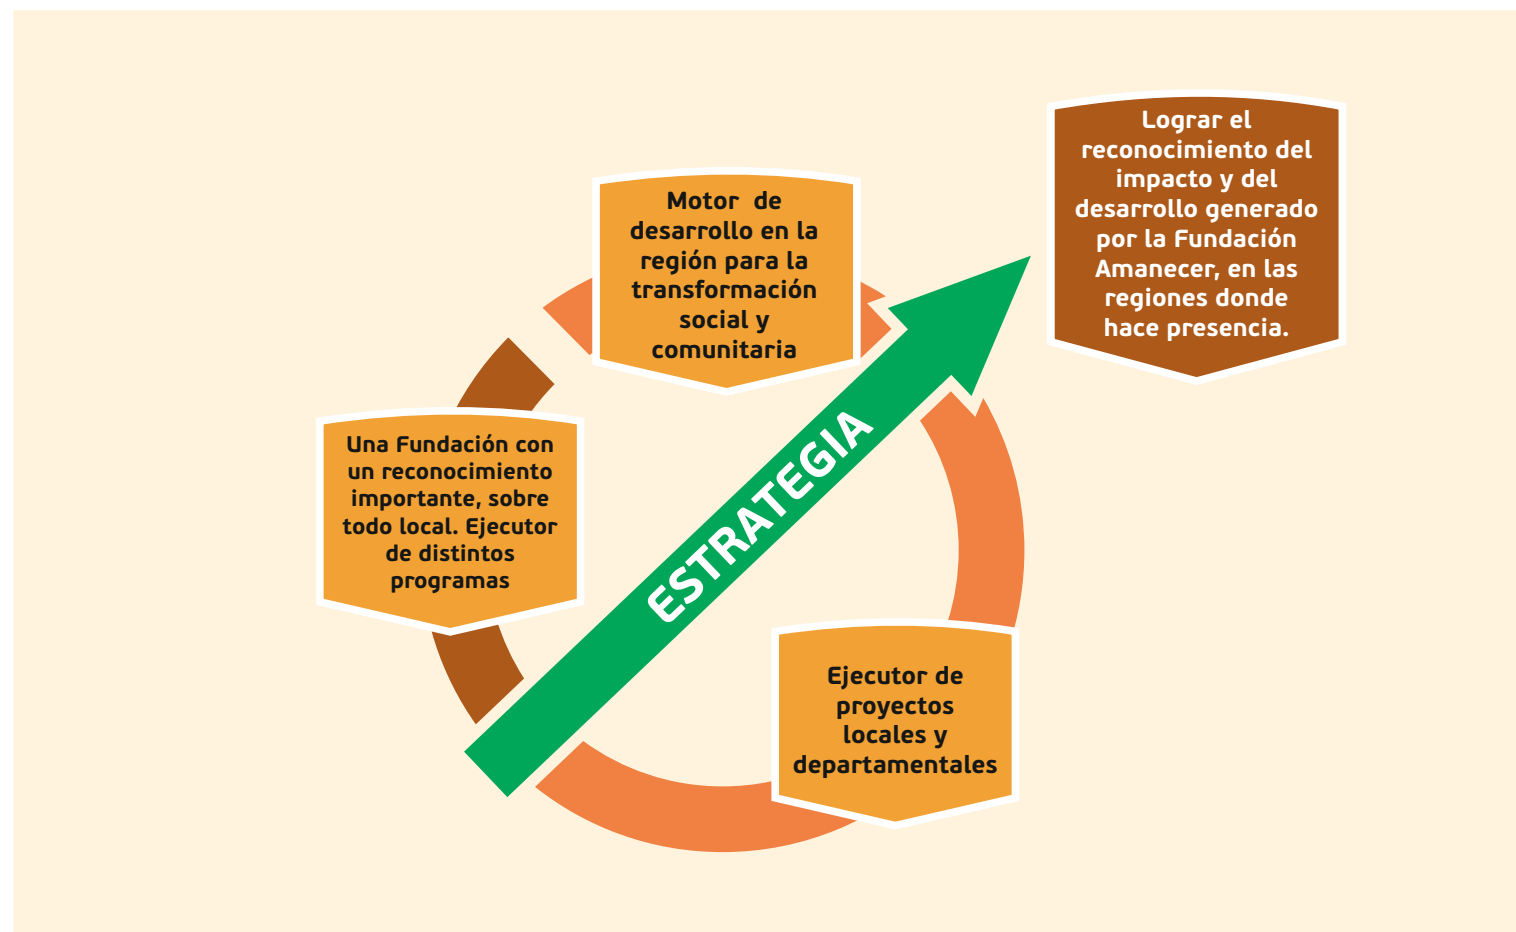 Lograr el
reconocimiento del
impacto y del
desarrollo generado
por la Fundación
Amanecer, en las
regiones donde
hace presencia.
Motor de
desarrollo en la
región para la
transformación
social y
comunitaria
Una Fundación con
un reconocimiento
importante, sobre
todo local. Ejecutor
de distintos
programas
ESTRATEGIA
Ejecutor de
proyectos
locales y
departamentales